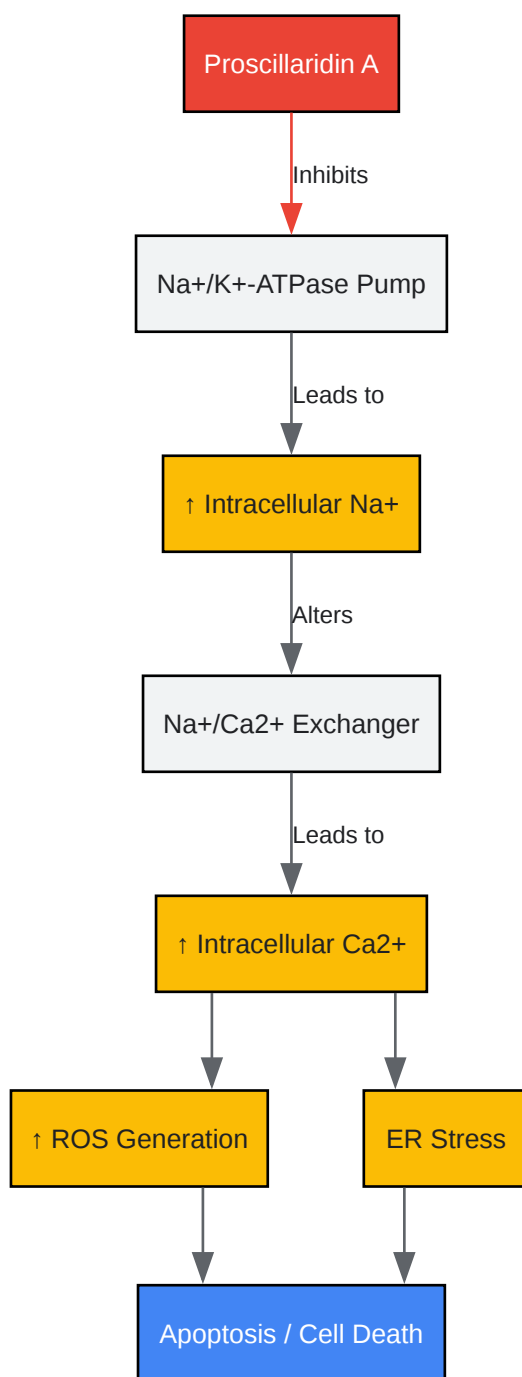 Proscillaridin A
Inhibits
Na+/K+-ATPase Pump
Leads to
↑ Intracellular Na+
Alters
Na+/Ca2+ Exchanger
Leads to
↑ Intracellular Ca2+
↑ ROS Generation
ER Stress
Apoptosis / Cell Death